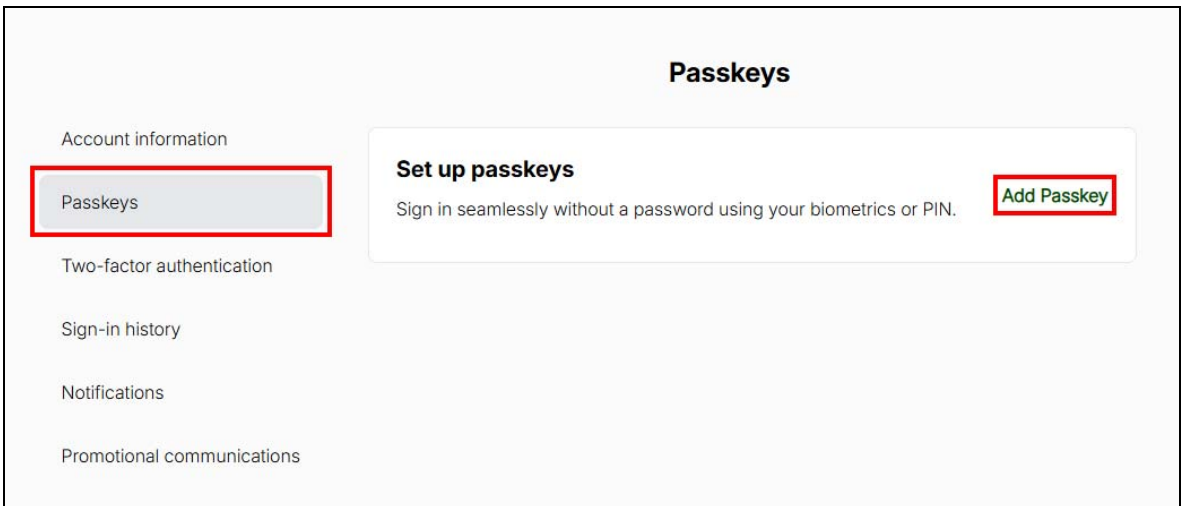 Passkeys
Account information
Passkeys
Two-factor authentication
Sign-in history
Notifications
Promotional communications
Set up passkeys
Sign in seamlessly without a password using your biometrics or PIN.
Add Passkey